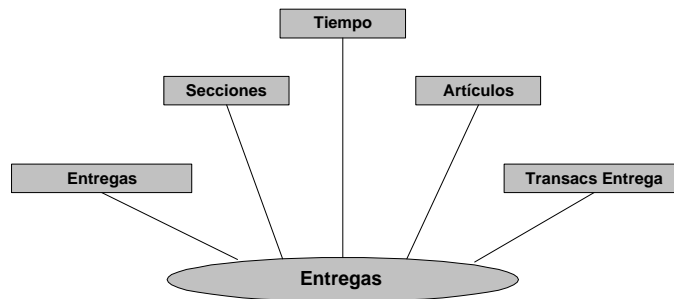 Tiempo
Secciones
Artículos
Entregas
Transacs Entrega
Entregas